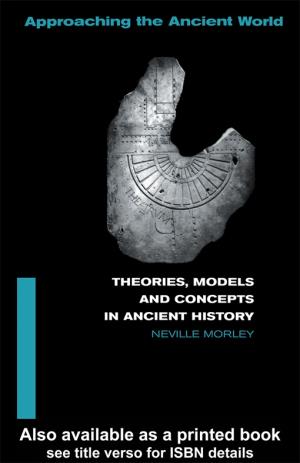 Approaching the Ancient World
THEATRVM
THEORIES, MODELS
AND CONCEPTS
IN ANCIENT HISTORY
NEVILLE MORLEY
Also available as a printed book
see title verso for ISBN details